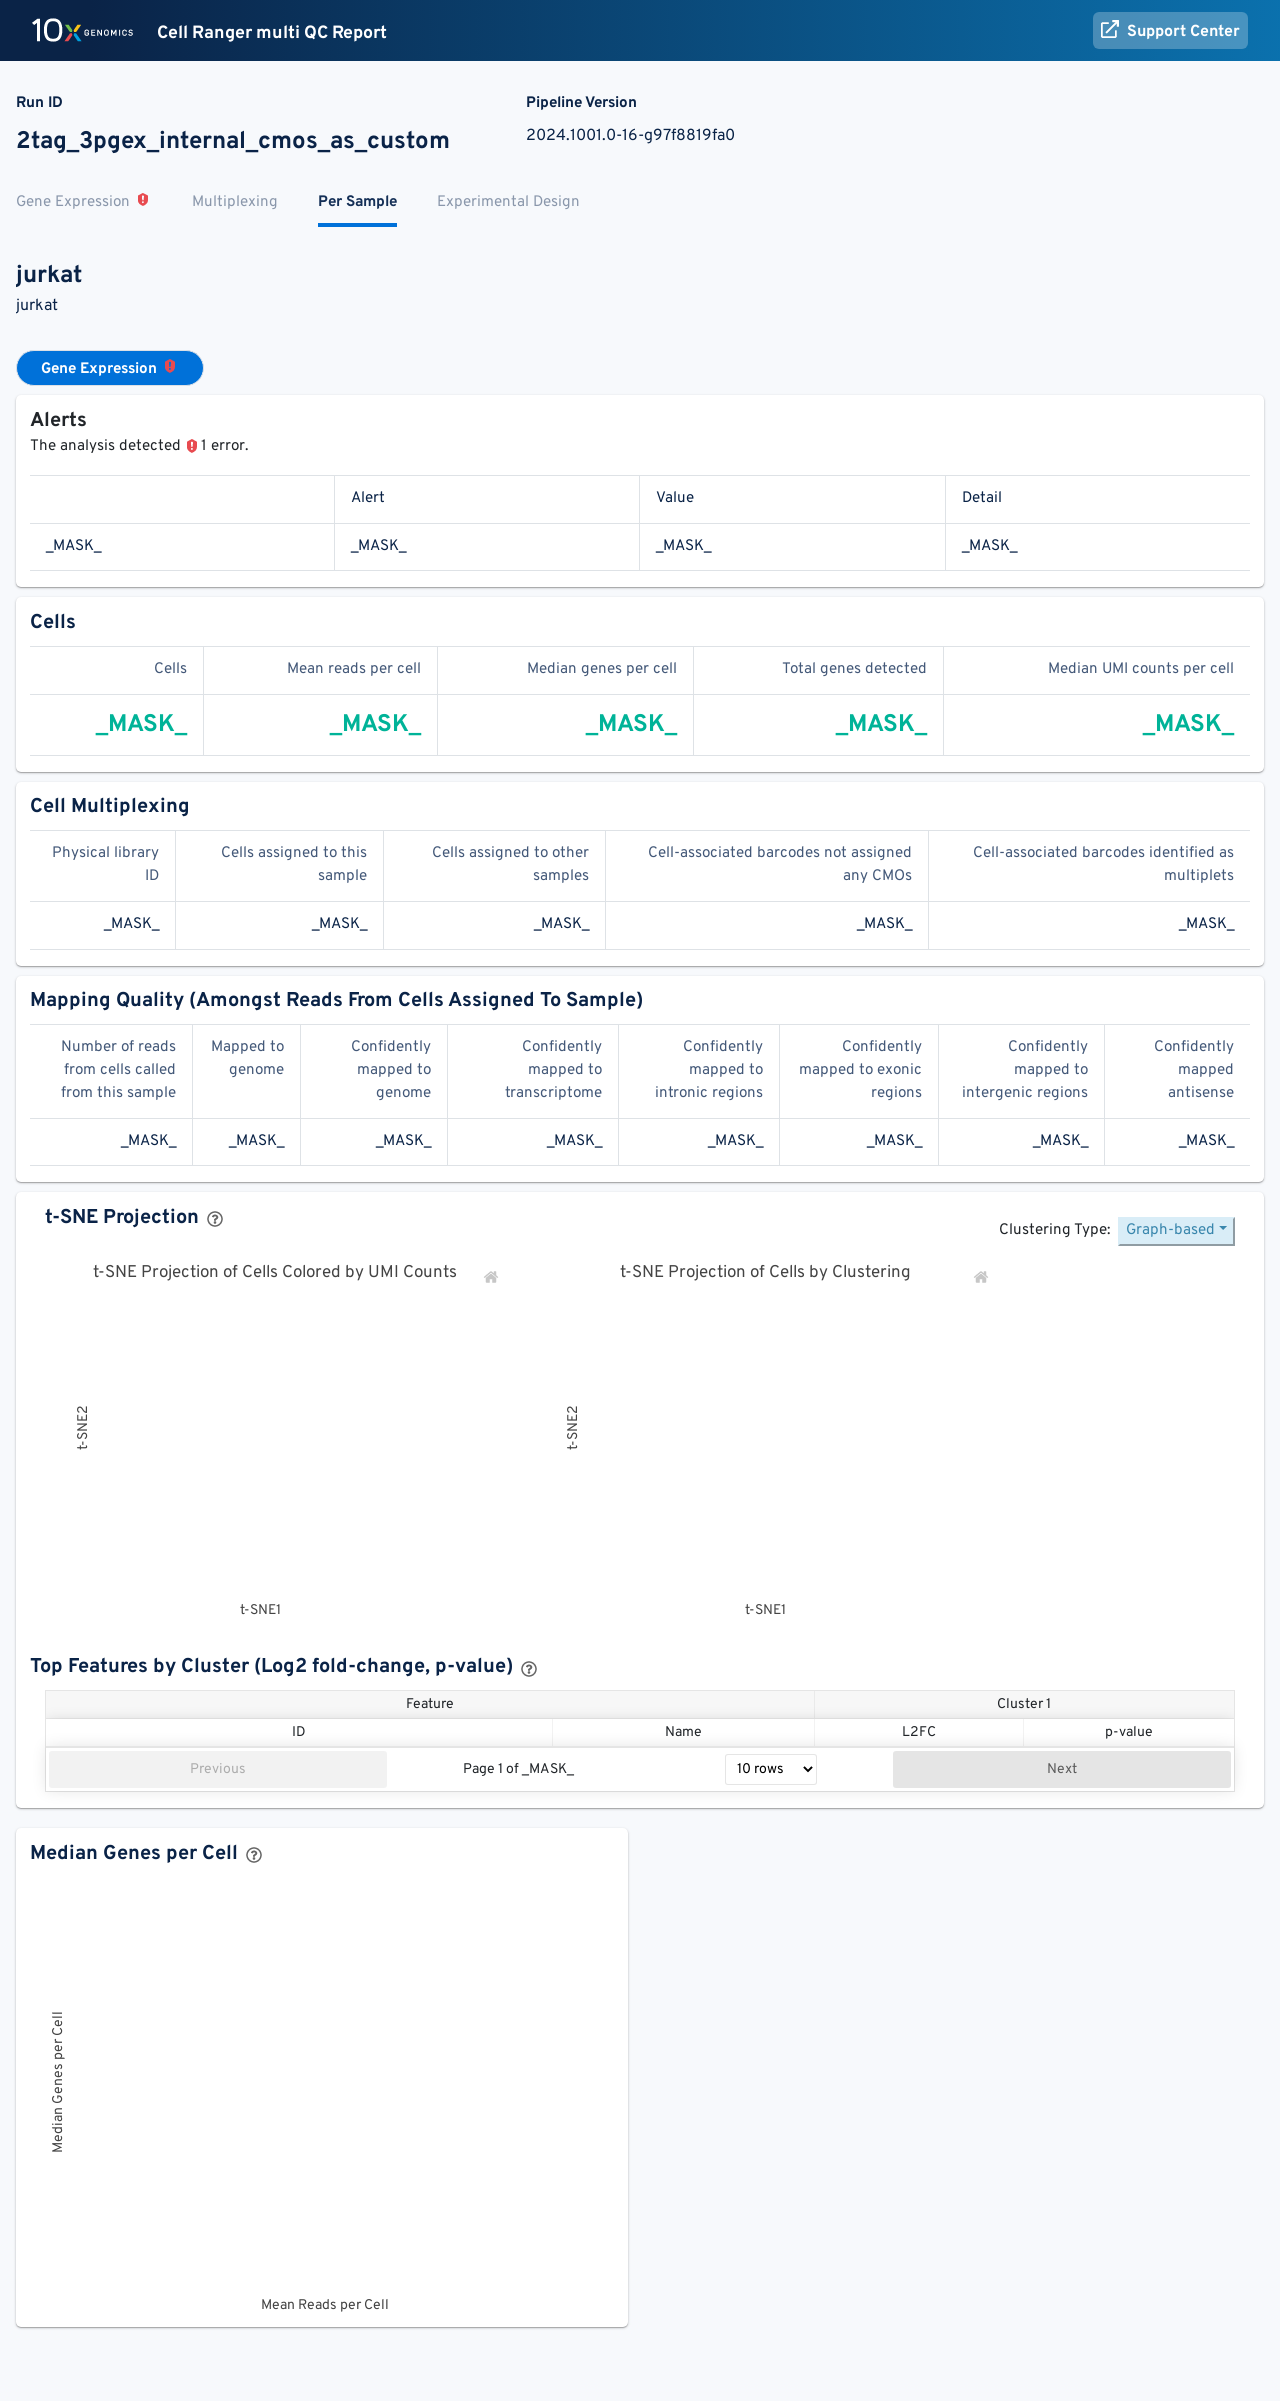 10x GENOMICS Cell Ranger multi QC Report Support Center
Run ID Pipeline Version
2tag_3pgex_internal_cmos_as_custom 2024.1001.0-16-g97f8819fa0
Gene Expression Multiplexing Per Sample Experimental Design
jurkat
jurkat
Gene Expression
Alerts
The analysis detected 1 error.
Alert Value Detail
_MASK_ _MASK_ _MASK_ _MASK_
Cells
Cells Mean reads per cell Median genes per cell Total genes detected Median UMI counts per cell
_MASK_ _MASK_ _MASK_ _MASK_ _MASK_
Cell Multiplexing
Physical library Cells assigned to this Cells assigned to other Cell-associated barcodes not assigned Cell-associated barcodes identified as
ID sample samples any CMOs multiplets
_MASK_ _MASK_ _MASK_ _MASK_ _MASK_
Mapping Quality (Amongst Reads From Cells Assigned To Sample)
Number of reads Mapped to Confidently Confidently Confidently Confidently Confidently Confidently
from cells called genome mapped to mapped to mapped to mapped to exonic mapped to mapped
from this sample genome transcriptome intronic regions regions intergenic regions antisense
_MASK_ _MASK_ _MASK_ _MASK_ _MASK_ _MASK_ _MASK_ _MASK_
t-SNE Projection
Clustering Type: Graph-based
t-SNE Projection of Cells Colored by UMI Counts t-SNE Projection of Cells by Clustering
t-SNE2 t-SNE2
t-SNE1 t-SNE1
Top Features by Cluster (Log2 fold-change, p-value)
Feature Cluster 1
ID Name L2FC p-value
Previous Page 1 of _MASK_ 10 rows Next
Median Genes per Cell
Median Genes per Cell
Mean Reads per Cell